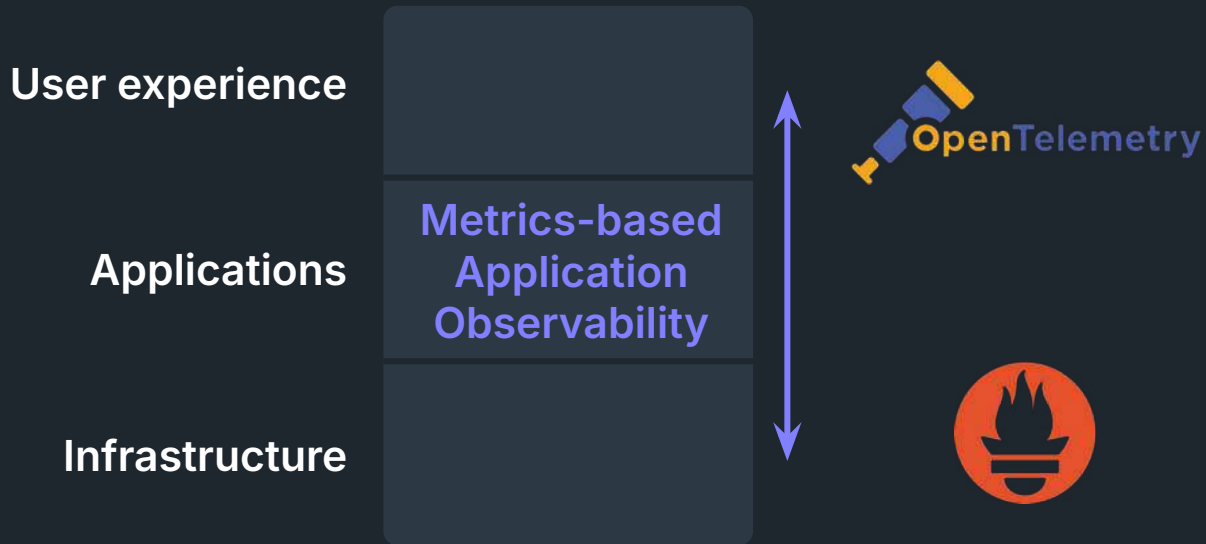 User experience
OpenTelemetry
Metrics-based
Application
Observability
Applications
Infrastructure